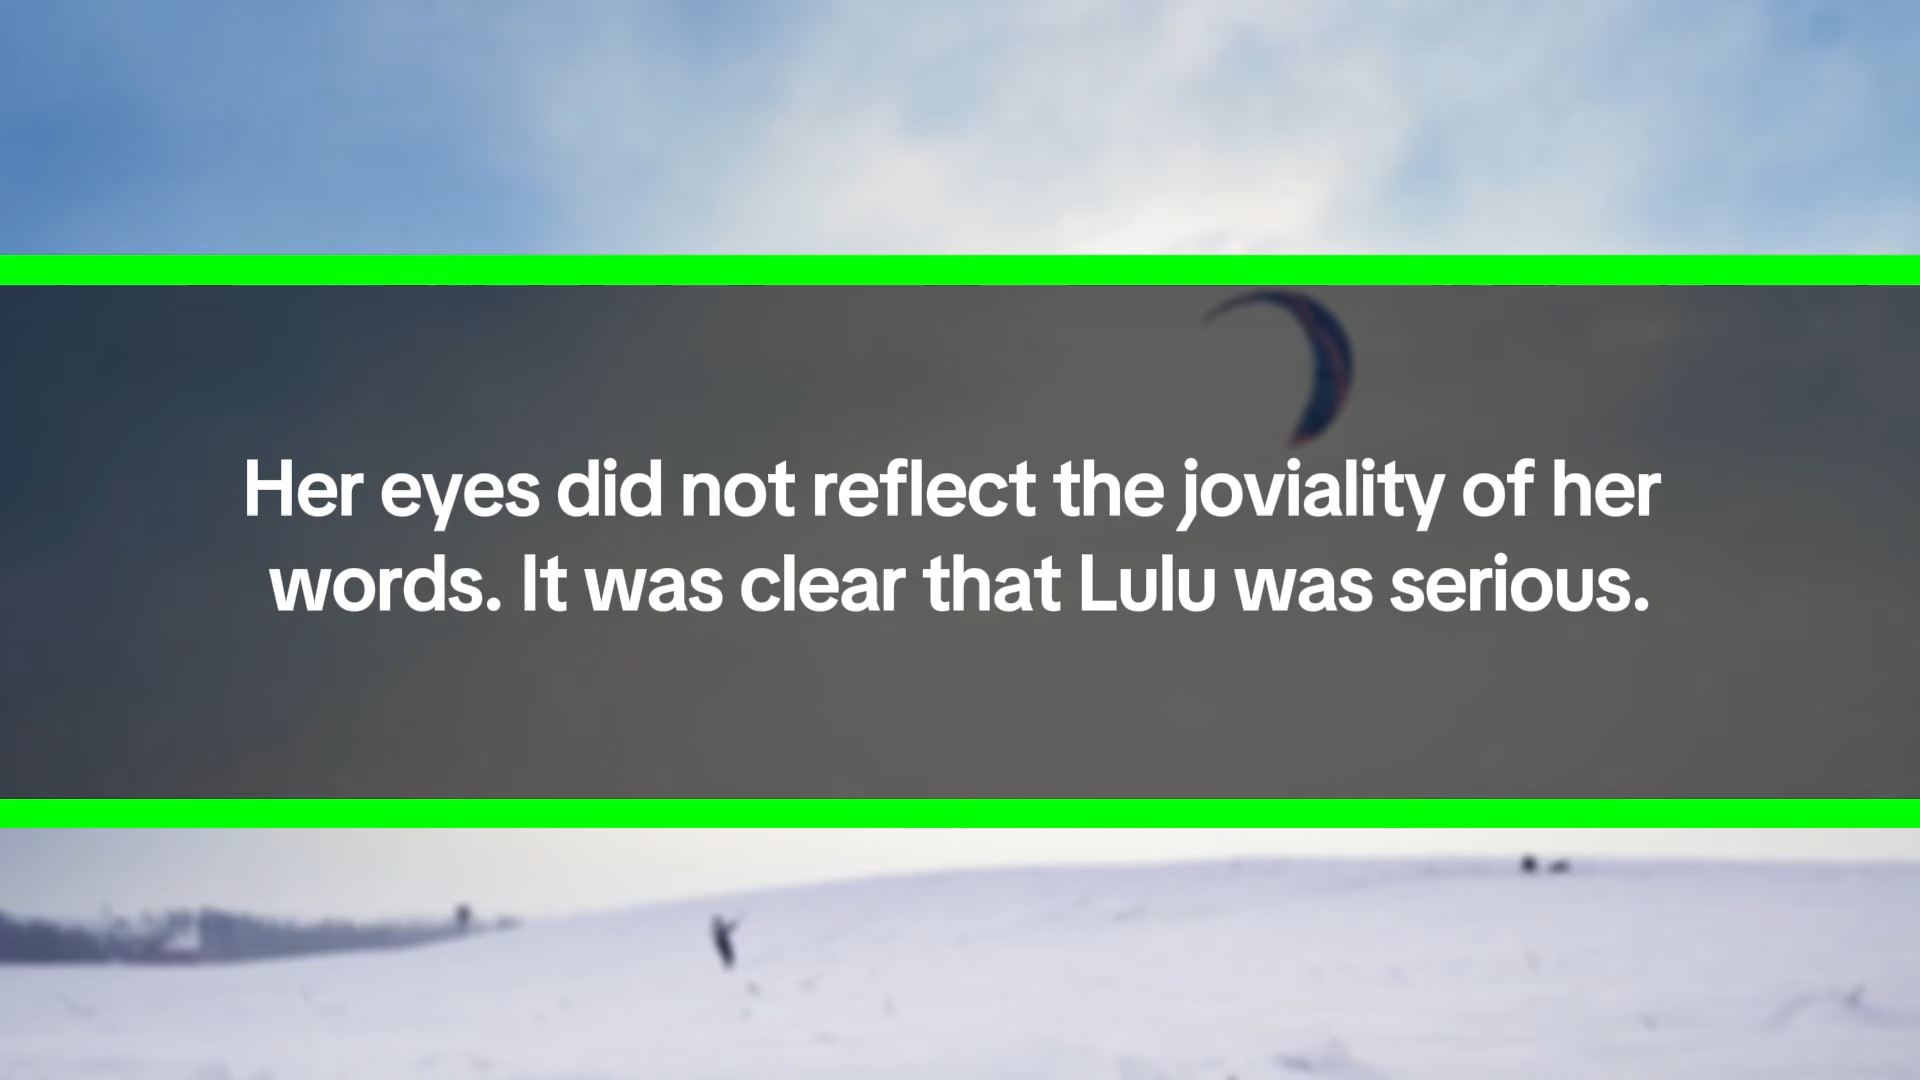 Her eyes did not reflect the joviality of her
words. It was clear that Lulu was serious.